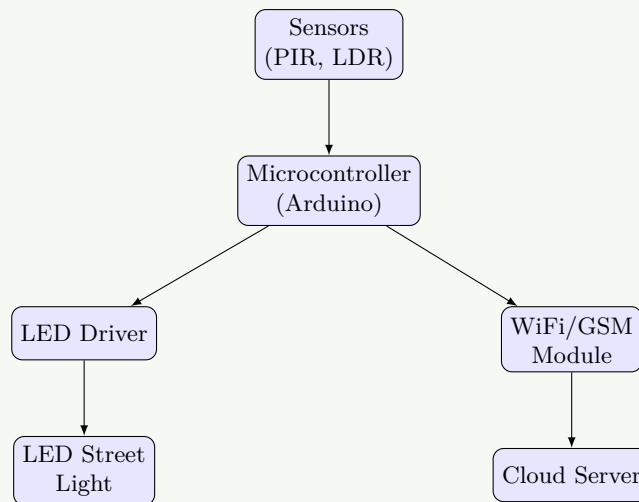 Sensors
(PIR, LDR)
Microcontroller
(Arduino)
LED Driver
WiFi/GSM
Module
LED Street
Light
Cloud Server